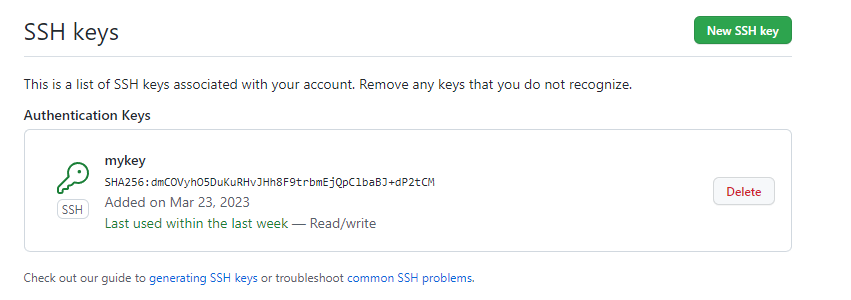 SSH keys
New SSH key
This is a list of SSH keys associated with your account. Remove any keys that you do not recognize.
Authentication Keys
mykey
SHA256:dmCOVyhO5DuKuRHvJHh8F9trbmEjQpClbaBJ+dP2tCM
Added on Mar 23, 2023
Last used within the last week — Read/write
SSH
Delete
Check out our guide to generating SSH keys or troubleshoot common SSH problems.